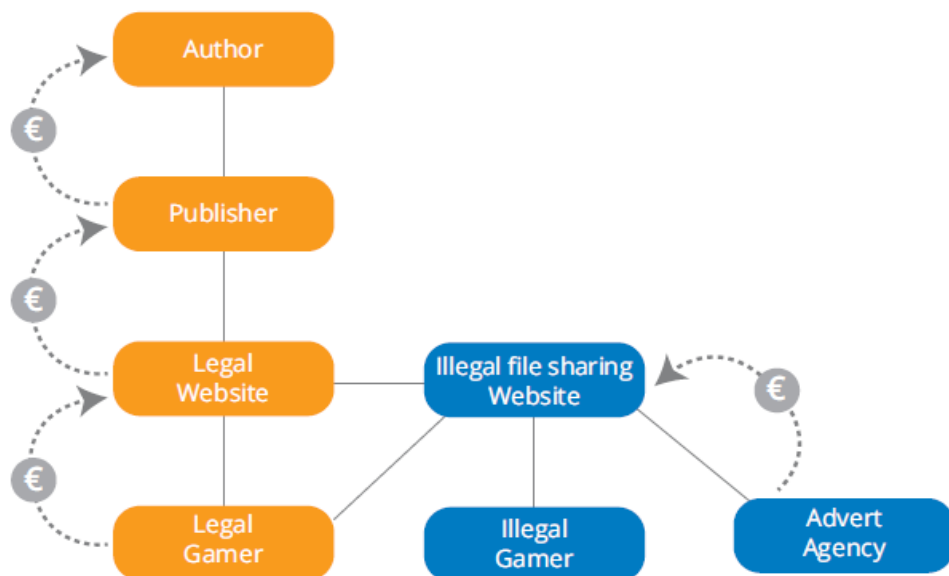 Author
€
Publisher
€
Legal
Website
Illegal file sharing
Website
€
€
Legal
Gamer
Illegal
Gamer
Advert
Agency